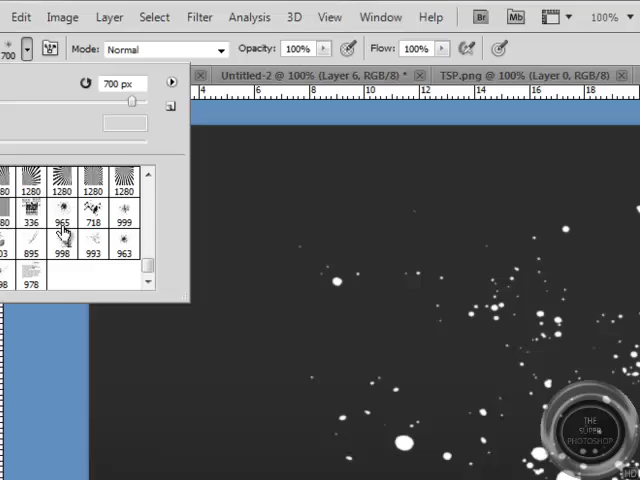 Edit Image Layer Select Filter Analysis 3D View Window Help Br Mb 100%
700 Mode: Normal Opacity: 100% Flow: 100%
Untitled-2 @ 100% (Layer 6, RGB/8) * TSP.png @ 100% (Layer 0, RGB/8)
700 px
4 6 8 10 12 14 16 18
1280 1280 1280 1280
336 965 718 999
895 998 993 963
978
THE
SUPER
PHOTOSHOP
HD